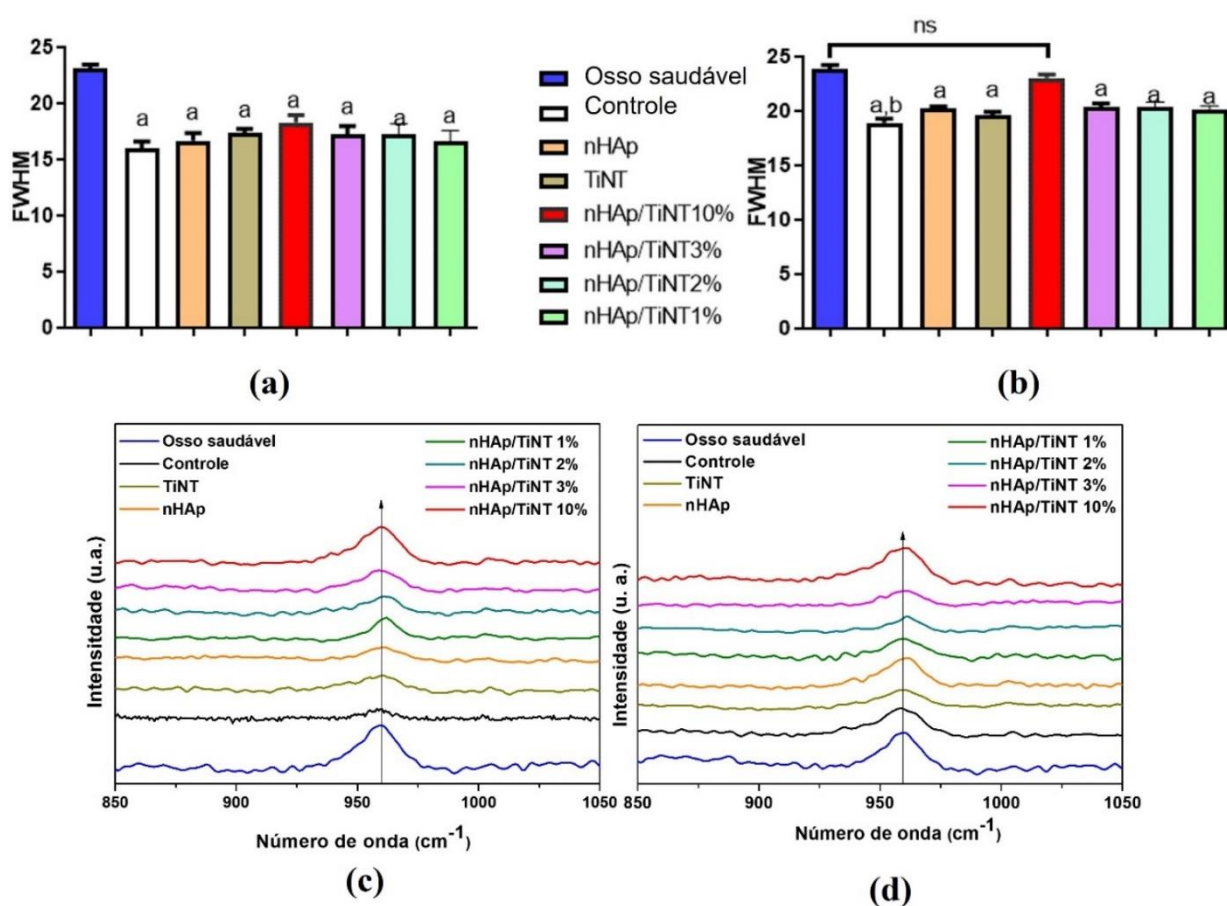 25
20
15
10
5
0
FWHM
a
a
a
a
a
a
a
(a)
Osso saudável
Controle
nHAp
TiNT
nHAp/TiNT10%
nHAp/TiNT3%
nHAp/TiNT2%
nHAp/TiNT1%
ns
25
20
15
10
5
0
FWHM
a,b
a
a
a
a
a
(b)
Osso saudável
Controle
TiNT
nHAp
nHAp/TiNT 1%
nHAp/TiNT 2%
nHAp/TiNT 3%
nHAp/TiNT 10%
Intensitdade (u.a.)
850 900 950 1000 1050
Número de onda (cm⁻¹)
(c)
Osso saudável
Controle
TiNT
nHAp
nHAp/TiNT 1%
nHAp/TiNT 2%
nHAp/TiNT 3%
nHAp/TiNT 10%
Intensidade (u. a.)
850 900 950 1000 1050
Número de onda (cm⁻¹)
(d)